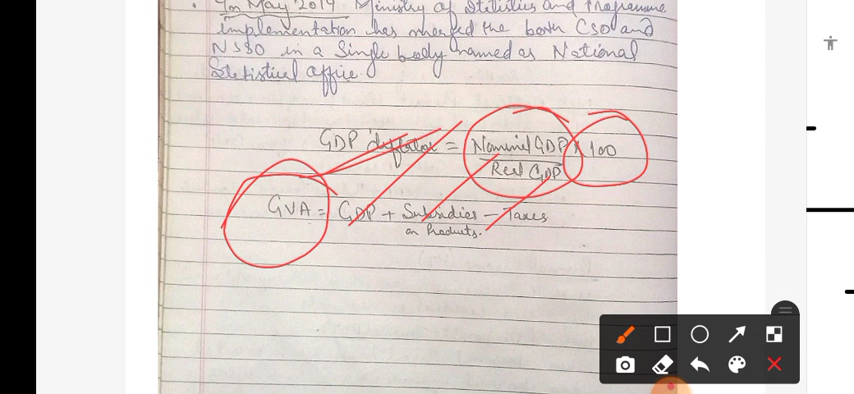 In May 2019 Ministry of Statistics and Programme
implementation has merged the both CSO and
NSSO in a Single body named as National
Statistical office.
GDP deflator = Nominal GDP / Real GDP × 100
GVA = GDP + Subsidies - Taxes
on Products.